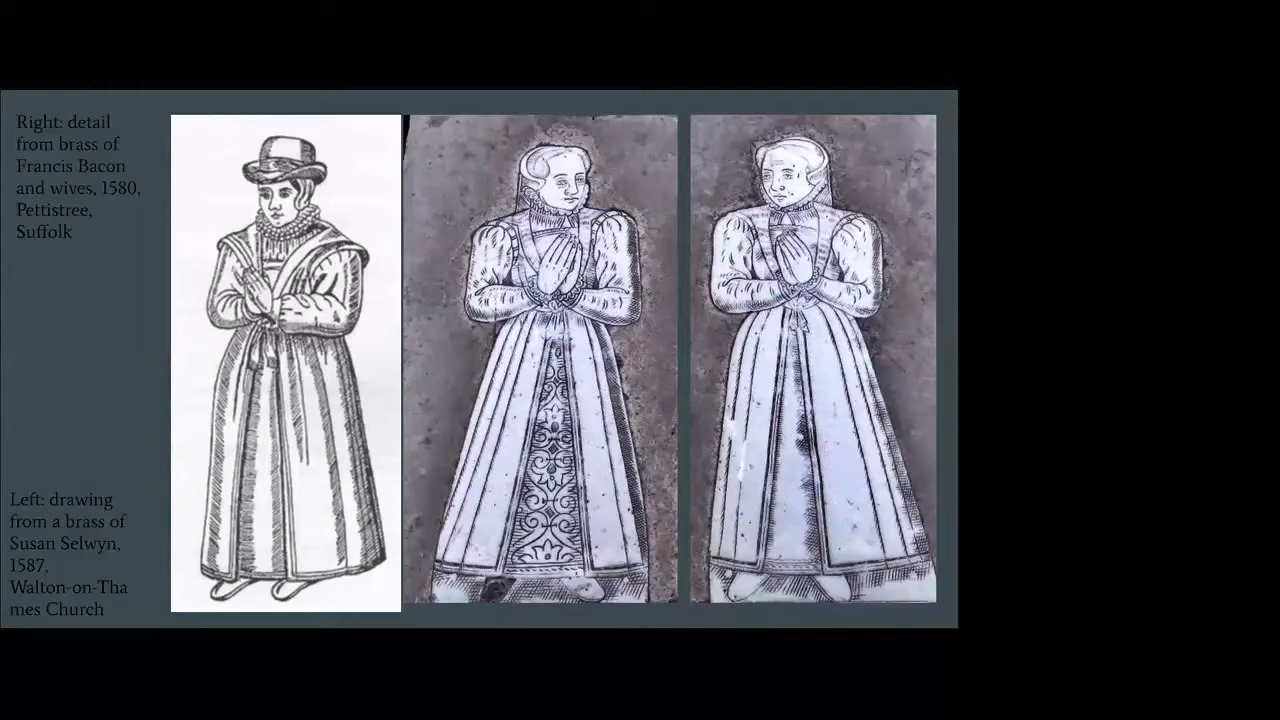 Right: detail
from brass of
Francis Bacon
and wives, 1580,
Pettistree,
Suffolk
Left: drawing
from a brass of
Susan Selwyn,
1587,
Walton-on-Tha
mes Church